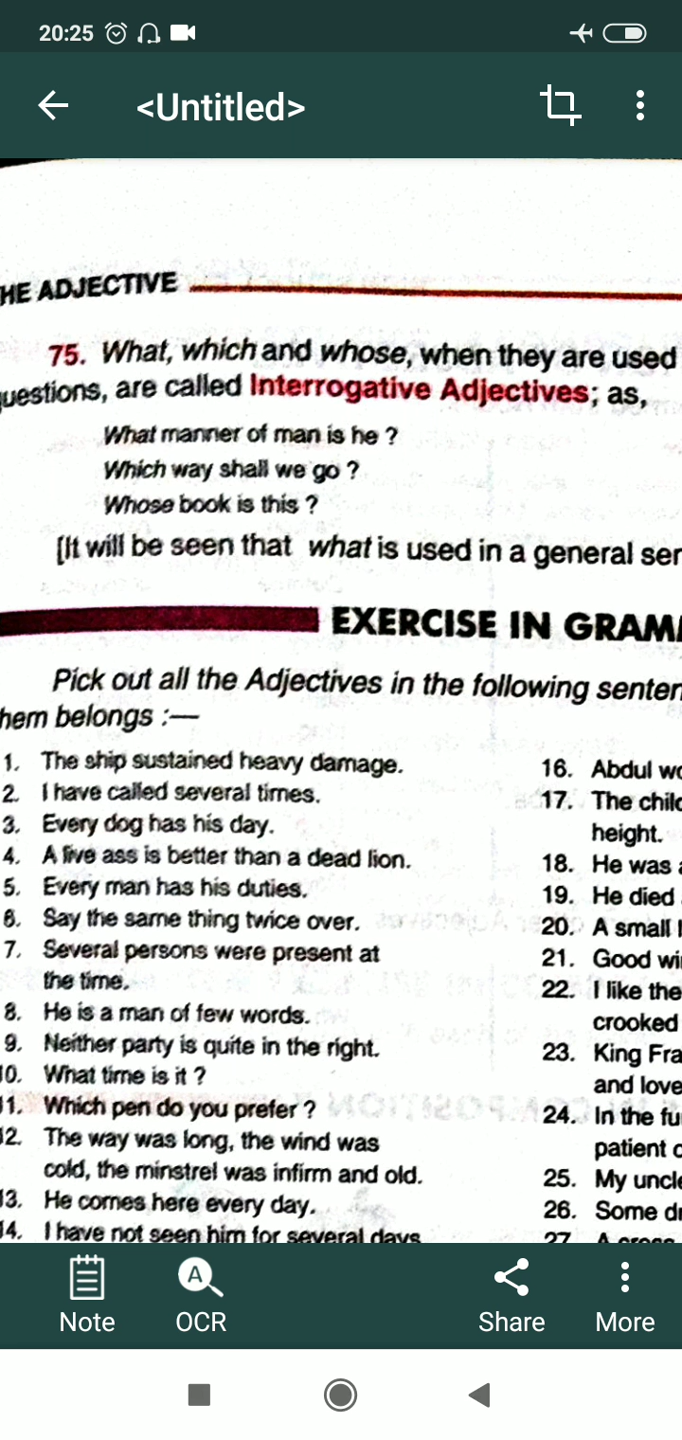 20:25
<Untitled>
HE ADJECTIVE
75. What, which and whose, when they are used
uestions, are called Interrogative Adjectives; as,
What manner of man is he ?
Which way shall we go ?
Whose book is this ?
[It will be seen that what is used in a general ser
EXERCISE IN GRAM
Pick out all the Adjectives in the following senten
hem belongs :—
1. The ship sustained heavy damage.
2. I have called several times.
3. Every dog has his day.
4. A live ass is better than a dead lion.
5. Every man has his duties.
6. Say the same thing twice over.
7. Several persons were present at
the time.
8. He is a man of few words.
9. Neither party is quite in the right.
10. What time is it ?
11. Which pen do you prefer ?
12. The way was long, the wind was
cold, the minstrel was infirm and old.
13. He comes here every day.
14. I have not seen him for several days
16. Abdul wo
17. The child
height.
18. He was a
19. He died
20. A small
21. Good wi
22. I like the
crooked
23. King Fra
and love
24. In the fu
patient
25. My uncle
26. Some dr
27. A cross
Note
OCR
Share
More